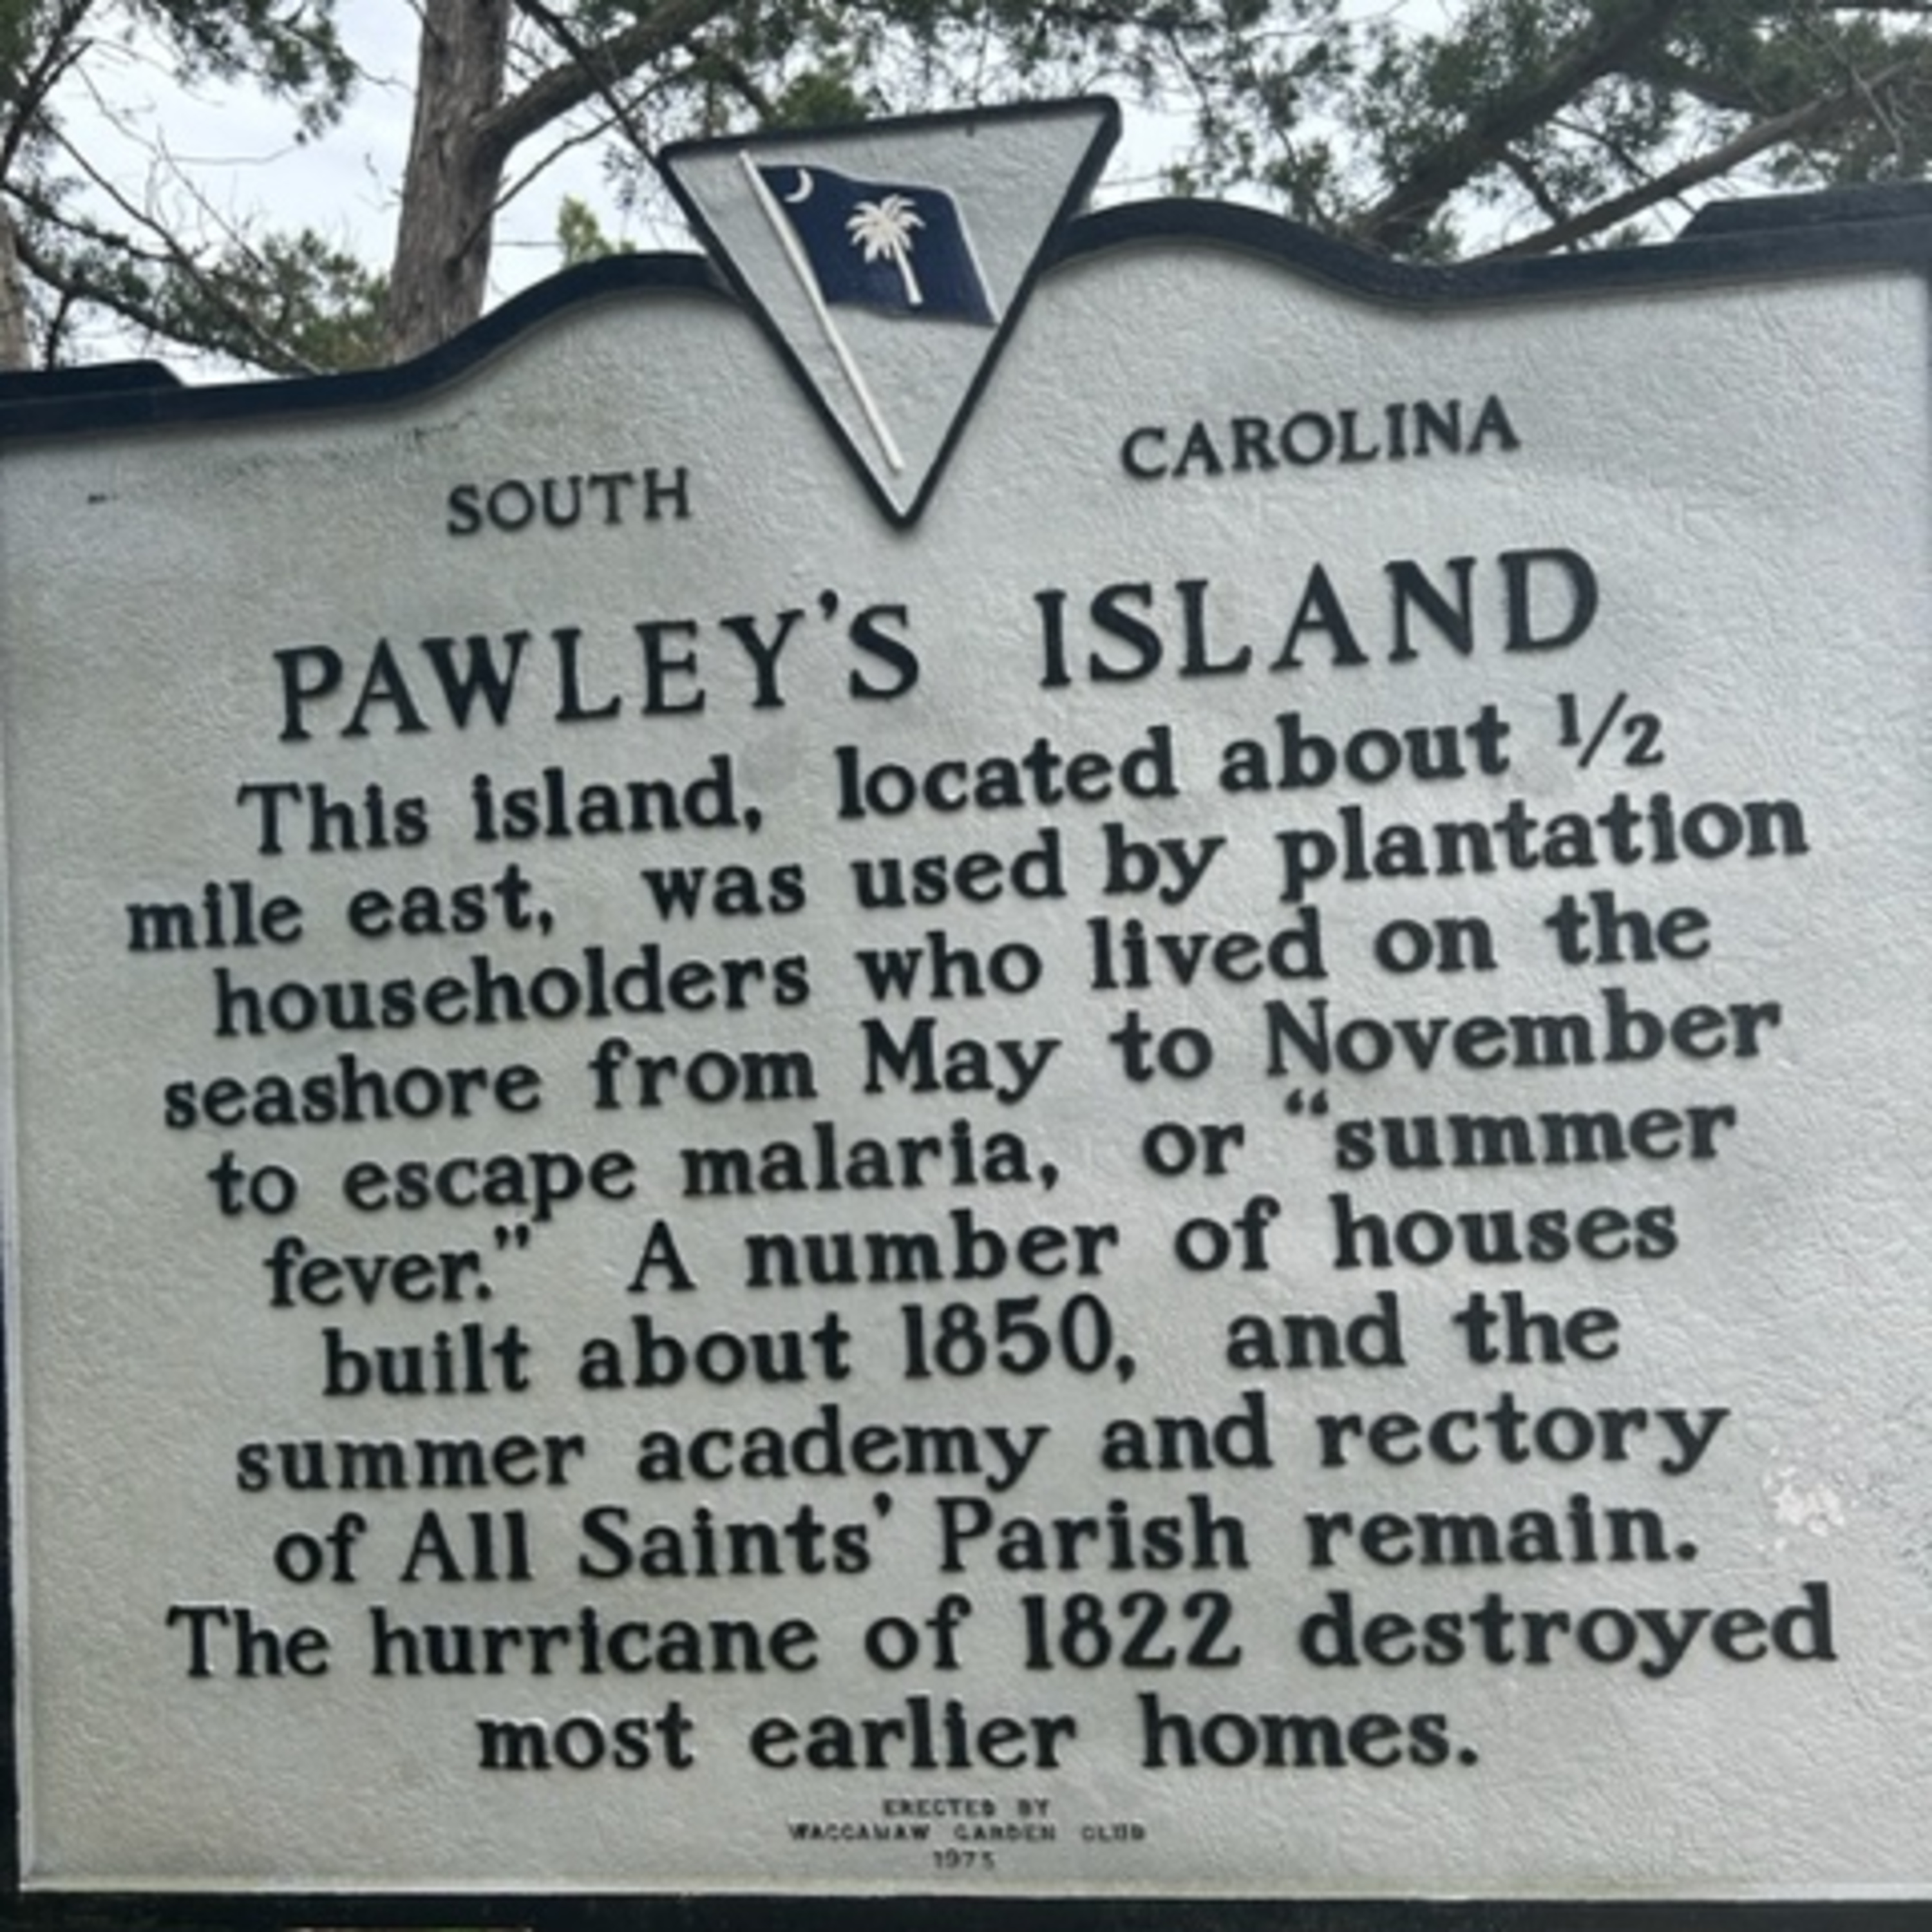 SOUTH CAROLINA
PAWLEY'S ISLAND
This island, located about 1/2
mile east, was used by plantation
householders who lived on the
seashore from May to November
to escape malaria, or “summer
fever.” A number of houses
built about 1850, and the
summer academy and rectory
of All Saints' Parish remain.
The hurricane of 1822 destroyed
most earlier homes.
ERECTED BY
WACCAMAW GARDEN CLUB